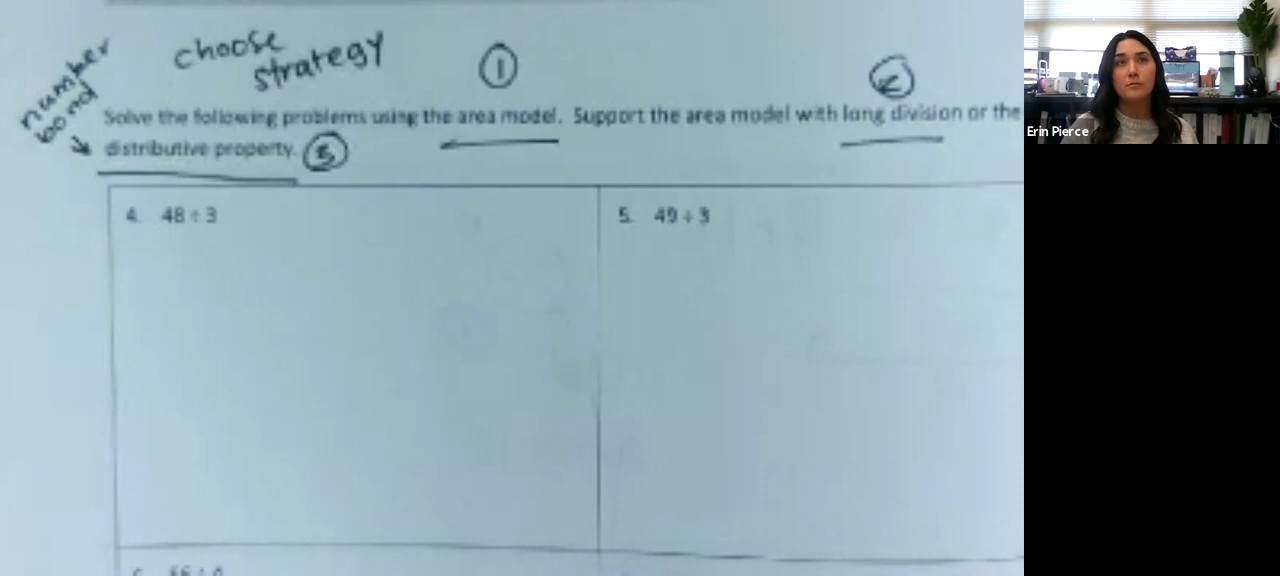 choose
strategy
①
②
number
bond
Solve the following problems using the area model. Support the area model with long division or the
distributive property. ③
4. 48 ÷ 3
5. 49 ÷ 3
Erin Pierce